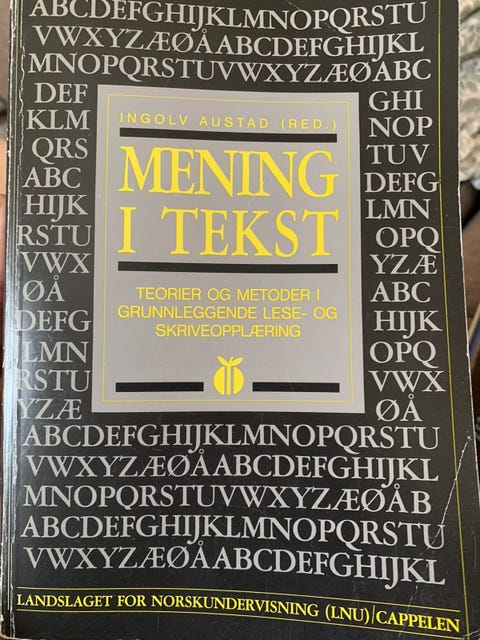 ABCDEFGHIJKLMNOPQRSTU
VWXYZÆØÅABCDEFGHIJKL
MNOPQRSTUVWXYZÆØABC
DEF GHI
KLM NOP
QRS TUV
ABC DEFG
HIJK LMN
RSTU OPQ
VWX YZÆ
ØÅ ABC
DEFG HIJK
LMN OPQ
RSTU VWX
YZÆ ØÅ
INGOLV AUSTAD (RED.)
MENING
I TEKST
TEORIER OG METODER I
GRUNNLEGGENDE LESE- OG
SKRIVEOPPLÆRING
ABCDEFGHIJKLMNOPQRSTU
VWXYZÆØÅABCDEFGHIJKL
MNOPQRSTUVWXYZÆØÅB
ABCDEFGHIJKLMNOPQRSTU
VWXYZÆØÅABCDEFGHIJKL
LANDSLAGET FOR NORSKUNDERVISNING (LNU)/CAPPELEN